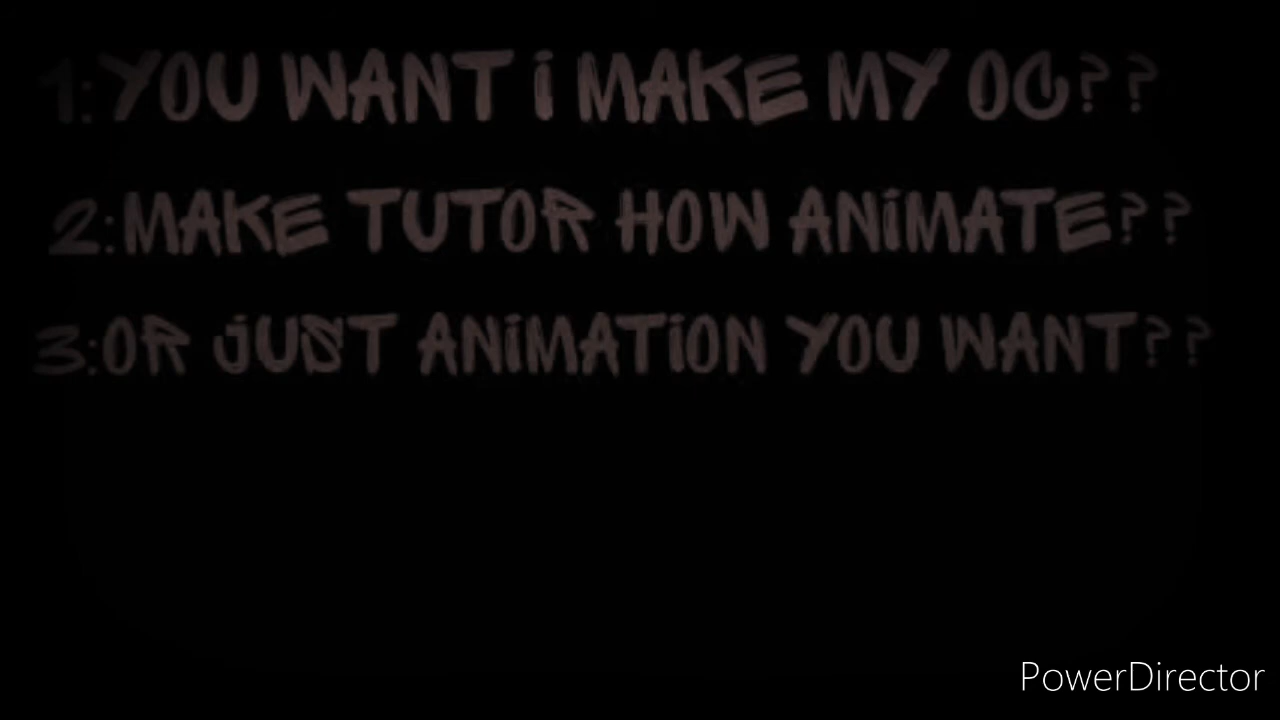 1:YOU WANT i MAKE MY OC??
2:MAKE TUTOR HOW ANiMATE??
3:OR jUST ANiMATiON YOU WANT??
PowerDirector